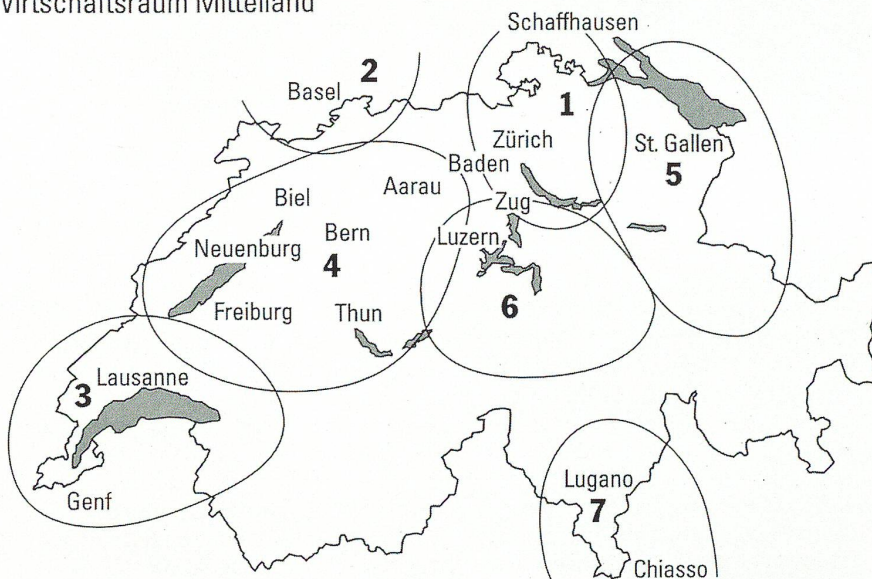 Wirtschaftsraum Mittelland
Schaffhausen
2
Basel
1
Zürich
St. Gallen
Baden
5
Aarau
Biel
Zug
Bern
Luzern
Neuenburg
4
6
Freiburg
Thun
Lausanne
3
Genf
Lugano
7
Chiasso